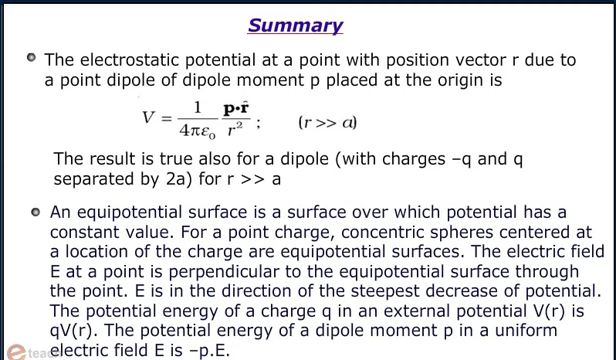 Summary
The electrostatic potential at a point with position vector r due to
a point dipole of dipole moment p placed at the origin is
V = 1/4πε₀ p·r̂/r² ; (r >> a)
The result is true also for a dipole (with charges –q and q
separated by 2a) for r >> a
An equipotential surface is a surface over which potential has a
constant value. For a point charge, concentric spheres centered at
a location of the charge are equipotential surfaces. The electric field
E at a point is perpendicular to the equipotential surface through
the point. E is in the direction of the steepest decrease of potential.
The potential energy of a charge q in an external potential V(r) is
qV(r). The potential energy of a dipole moment p in a uniform
electric field E is –p.E.